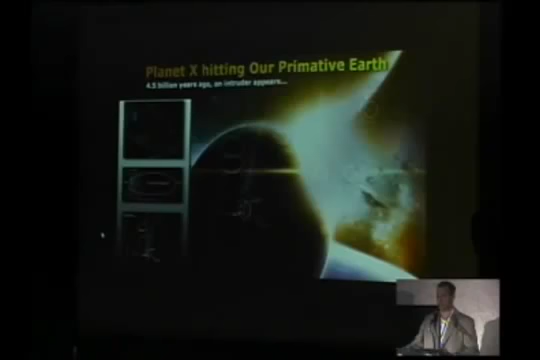 Planet X hitting Our Primative Earth
4.5 billion years ago, an intruder appears...